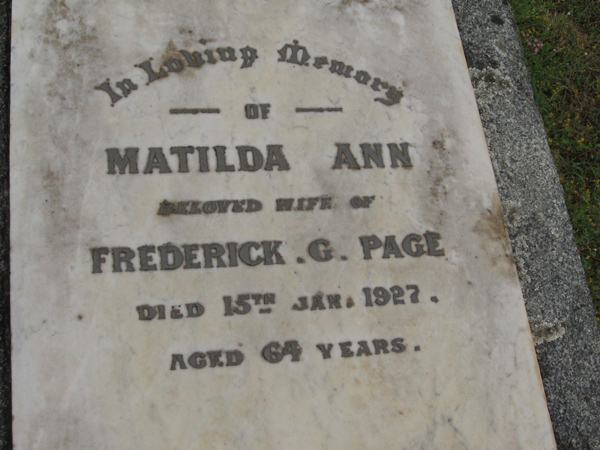 In Loving Memory
— OF —
MATILDA ANN
BELOVED WIFE OF
FREDERICK . G . PAGE
DIED 15TH JAN. 1927.
AGED 64 YEARS.